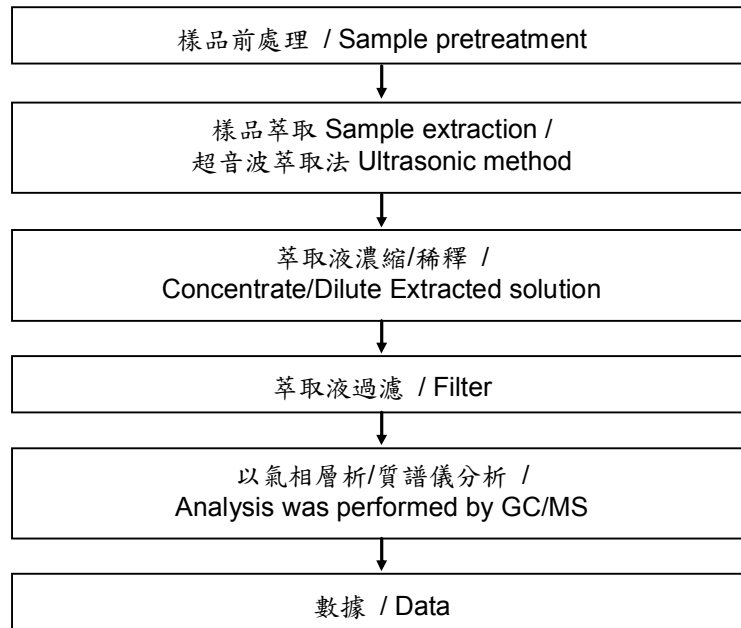 樣品前處理 / Sample pretreatment
樣品萃取 Sample extraction /
超音波萃取法 Ultrasonic method
萃取液濃縮/稀釋 /
Concentrate/Dilute Extracted solution
萃取液過濾 / Filter
以氣相層析/質譜儀分析 /
Analysis was performed by GC/MS
數據 / Data